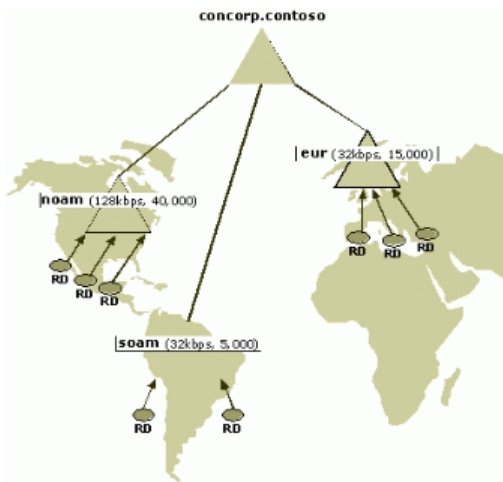 concorp.contoso
eur (32kbps, 15,000)
noam (128kbps, 40,000)
RD
RD
RD
RD
RD
RD
soam (32kbps, 5,000)
RD
RD